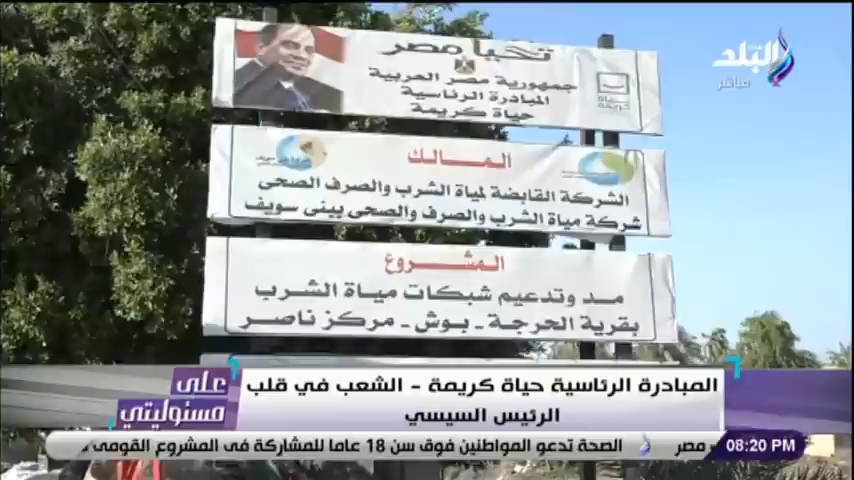 تحيا مصر
جمهورية مصر العربية
المبادرة الرئاسية
حياة كريمة
حياة كريمة
المالك
الشركة القابضة لمياة الشرب والصرف الصحى
شركة مياة الشرب والصرف والصحى ببنى سويف
المشروع
مد وتدعيم شبكات مياة الشرب
بقرية الحرجة - بوش - مركز ناصر
البلد
مباشر
على مسئوليتي
المبادرة الرئاسية حياة كريمة - الشعب في قلب
الرئيس السيسي
مصر الصحة تدعو المواطنين فوق سن 18 عاما للمشاركة فى المشروع القومى
08:20 PM